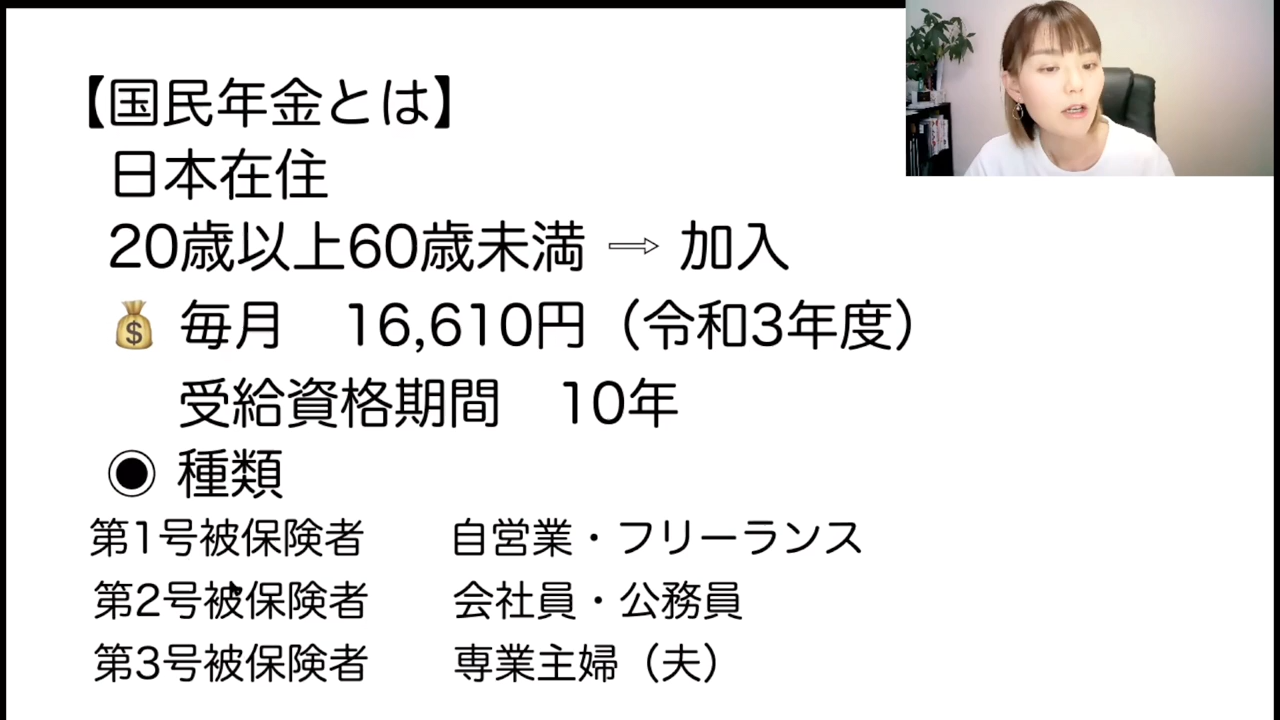 【国民年金とは】
日本在住
20歳以上60歳未満 ⇨ 加入
💰 毎月　16,610円（令和3年度）
受給資格期間　10年
◉ 種類
第1号被保険者　　自営業・フリーランス
第2号被保険者　　会社員・公務員
第3号被保険者　　専業主婦（夫）